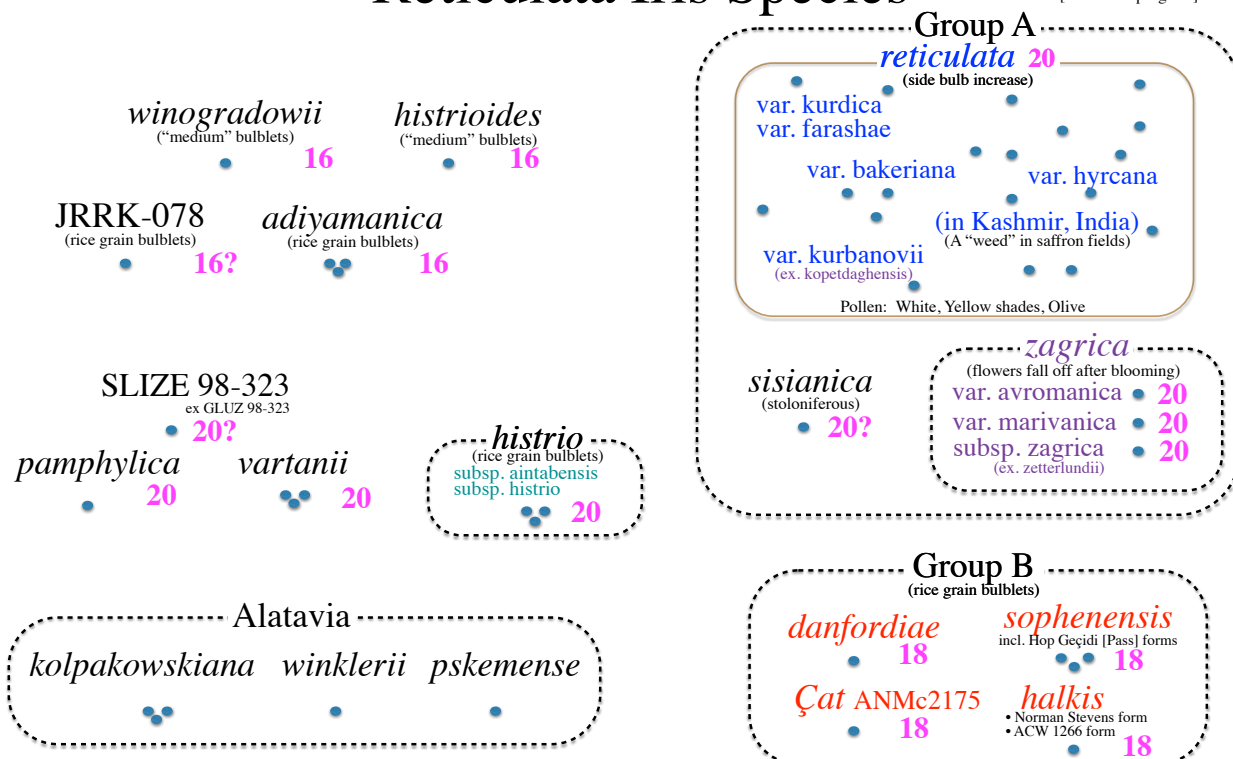 Reticulata Iris Species
Group A
reticulata 20
(side bulb increase)
var. kurdica
var. farashae
var. bakeriana
var. hyrcana
(in Kashmir, India)
(A “weed” in saffron fields)
var. kurbanovii
(ex. kopetdaghensis)
Pollen: White, Yellow shades, Olive
winogradowii
(“medium” bulblets)
16
histrioides
(“medium” bulblets)
16
JRRK-078
(rice grain bulblets)
16?
adiyamanica
(rice grain bulblets)
16
sisianica
(stoloniferous)
20?
zagrica
(flowers fall off after blooming)
var. avromanica 20
var. marivanica 20
subsp. zagrica 20
(ex. zetterlundii)
SLIZE 98-323
ex GLUZ 98-323
20?
pamphylica
20
vartanii
20
histrio
(rice grain bulblets)
subsp. aintabensis
subsp. histrio
20
Group B
(rice grain bulblets)
danfordiae
18
sophenensis
incl. Hop Geçidi [Pass] forms
18
Çat ANMc2175
18
halkis
• Norman Stevens form
• ACW 1266 form
18
Alatavia
kolpakowskiana winklerii pskemense